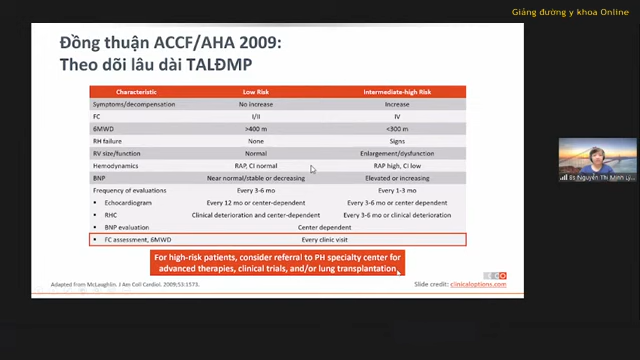 Giảng đường y khoa Online
Đồng thuận ACCF/AHA 2009:
Theo dõi lâu dài TALĐMP
Characteristic Low Risk Intermediate-high Risk
Symptoms/decompensation No increase Increase
FC I/II IV
6MWD >400 m <300 m
RH failure None Signs
RV size/function Normal Enlargement/dysfunction
Hemodynamics RAP, CI normal RAP high, CI low
BNP Near normal/stable or decreasing Elevated or increasing
Frequency of evaluations Every 3-6 mo Every 1-3 mo
▪ Echocardiogram Every 12 mo or center-dependent Every 3-6 mo or center-dependent
▪ RHC Clinical deterioration and center-dependent Every 3-6 mo or clinical deterioration
▪ BNP evaluation Center dependent
▪ FC assessment, 6MWD Every clinic visit
For high-risk patients, consider referral to PH specialty center for
advanced therapies, clinical trials, and/or lung transplantation
Adapted from McLaughlin. J Am Coll Cardiol. 2009;53:1573.
Slide credit: clinicaloptions.com
Bs Nguyễn Thị Minh Lý...